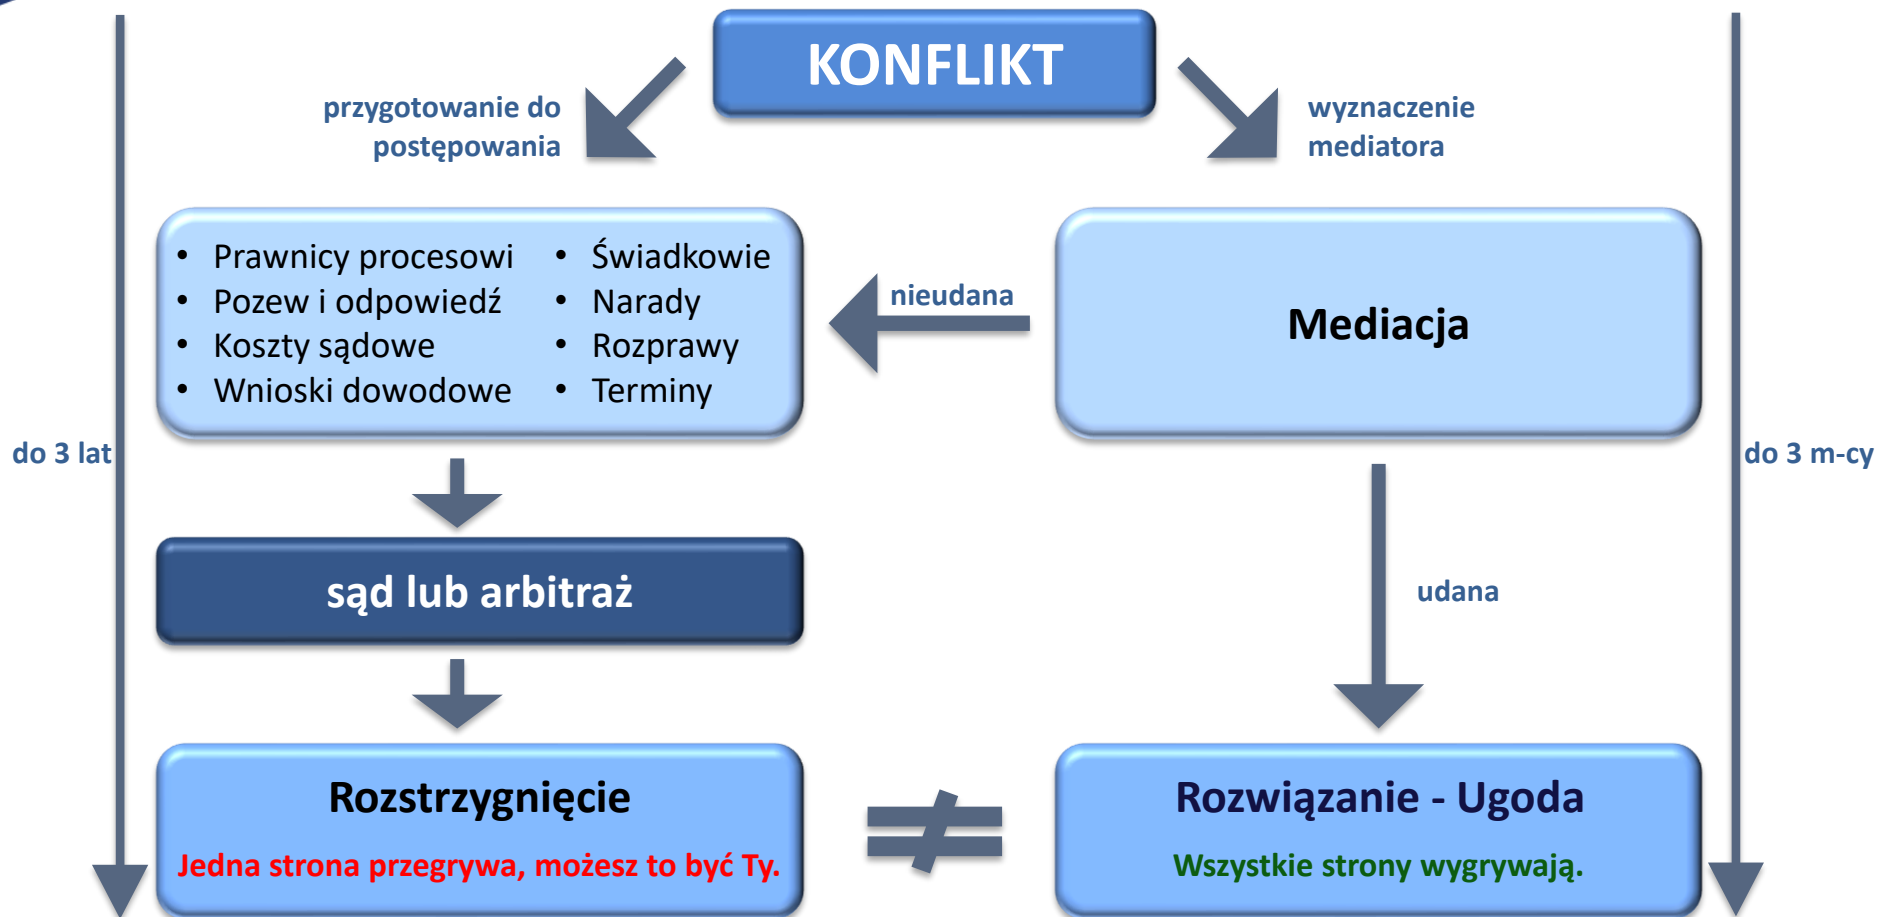 KONFLIKT
przygotowanie do
postępowania
wyznaczenie
mediatora
• Prawnicy procesowi
• Pozew i odpowiedź
• Koszty sądowe
• Wnioski dowodowe
• Świadkowie
• Narady
• Rozprawy
• Terminy
nieudana
Mediacja
do 3 lat
do 3 m-cy
sąd lub arbitraż
udana
Rozstrzygnięcie
Jedna strona przegrywa, możesz to być Ty.
≠
Rozwiązanie - Ugoda
Wszystkie strony wygrywają.